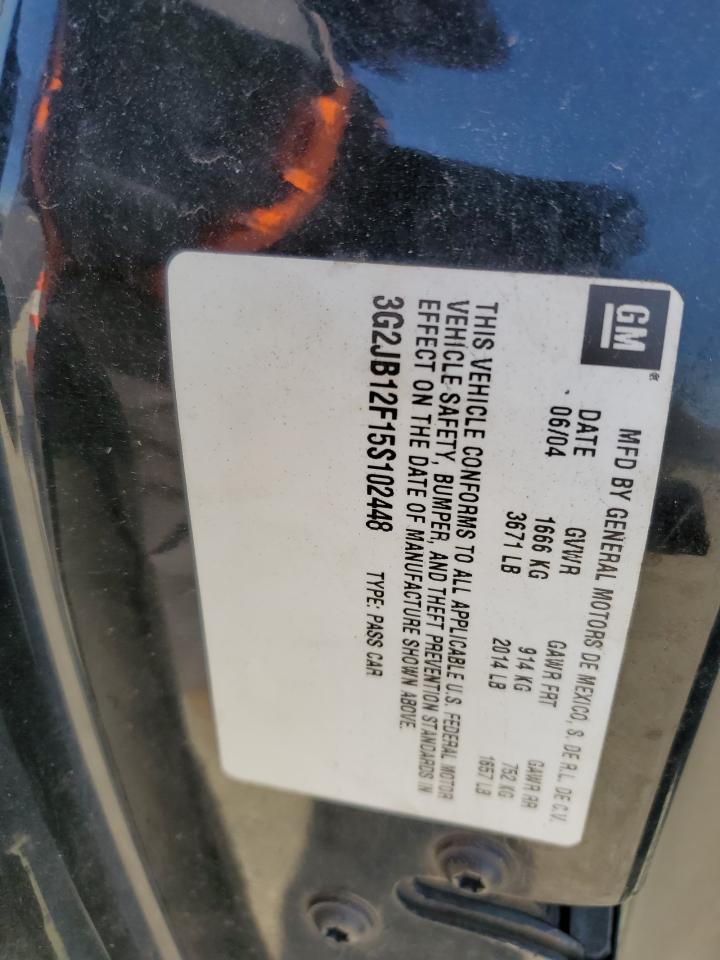 GM®
MFD BY GENERAL MOTORS DE MEXICO, S. DE R.L. DE C.V.
DATE GVWR GAWR FRT GAWR RR
06/04 1666 KG 914 KG 752 KG
3671 LB 2014 LB 1657 LB
THIS VEHICLE CONFORMS TO ALL APPLICABLE U.S. FEDERAL MOTOR
VEHICLE SAFETY, BUMPER, AND THEFT PREVENTION STANDARDS IN
EFFECT ON THE DATE OF MANUFACTURE SHOWN ABOVE.
3G2JB12F15S102448 TYPE: PASS CAR